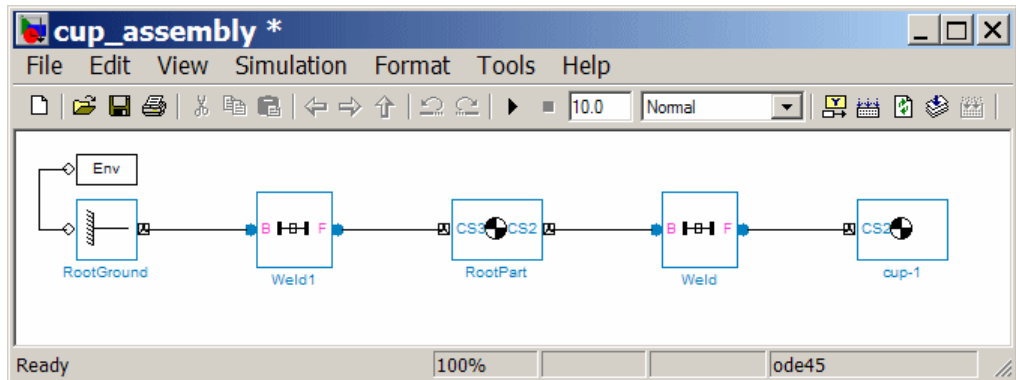 cup_assembly *
File Edit View Simulation Format Tools Help
10.0 Normal
Env
B F CS3 CS2 B F CS2
RootGround Weld1 RootPart Weld cup-1
Ready 100% ode45